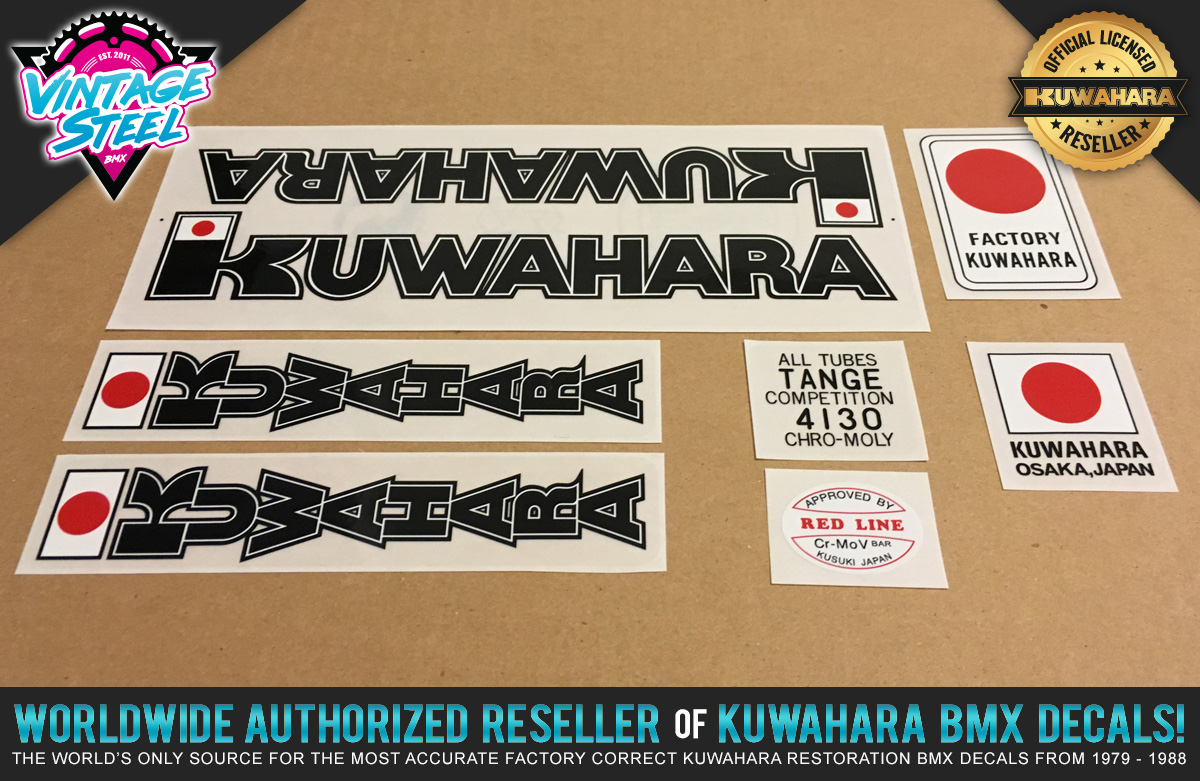 EST. 2011
VINTAGE
STEEL
BMX
OFFICIAL LICENSED
KUWAHARA
RESELLER
KUWAHARA
KUWAHARA
FACTORY
KUWAHARA
KUWAHARA
KUWAHARA
ALL TUBES
TANGE
COMPETITION
4130
CHRO-MOLY
KUWAHARA
OSAKA, JAPAN
APPROVED BY
RED LINE
Cr-MoV BAR
KUSUKI JAPAN
WORLDWIDE AUTHORIZED RESELLER OF KUWAHARA BMX DECALS!
THE WORLD'S ONLY SOURCE FOR THE MOST ACCURATE FACTORY CORRECT KUWAHARA RESTORATION BMX DECALS FROM 1979 - 1988